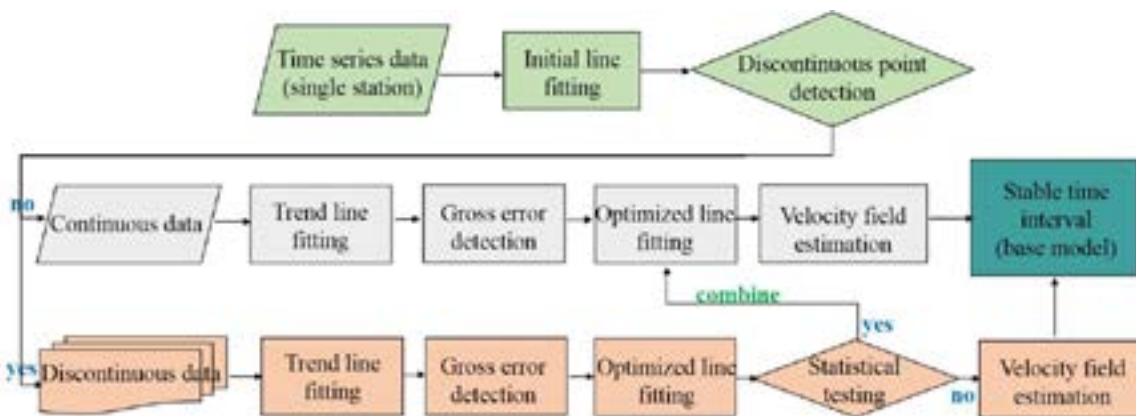 Time series data
(single station)
Initial line
fitting
Discontinuous point
detection
no
Continuous data
Trend line
fitting
Gross error
detection
Optimized line
fitting
Velocity field
estimation
Stable time
interval
(base model)
combine
yes
yes
Discontinuous data
Trend line
fitting
Gross error
detection
Optimized line
fitting
Statistical
testing
no
Velocity field
estimation